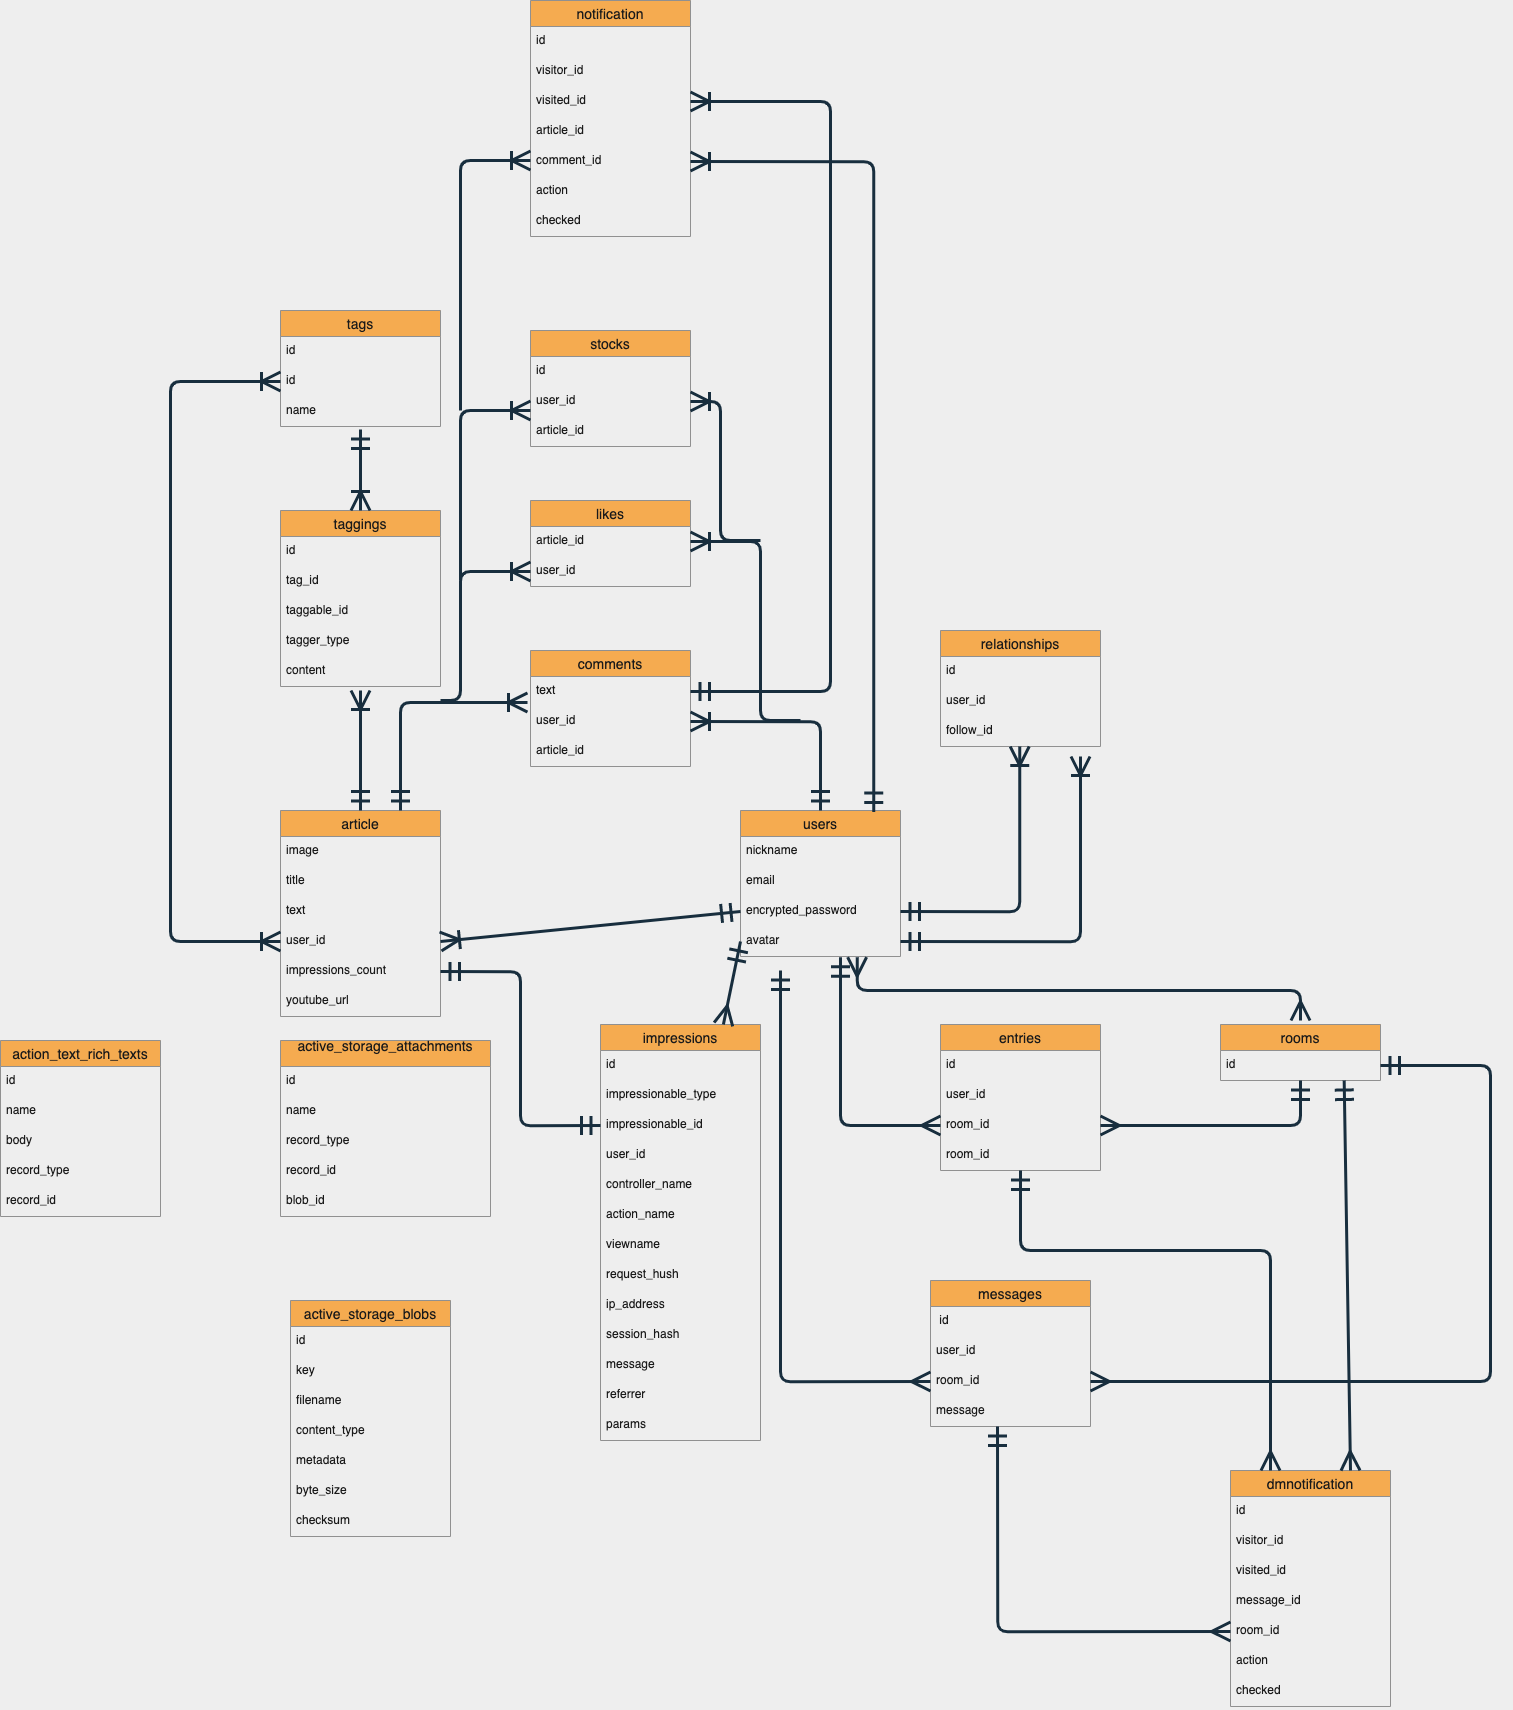 notification
id
visitor_id
visited_id
article_id
comment_id
action
checked
tags
id
id
name
stocks
id
user_id
article_id
taggings
id
tag_id
taggable_id
tagger_type
content
likes
article_id
user_id
comments
text
user_id
article_id
relationships
id
user_id
follow_id
article
image
title
text
user_id
impressions_count
youtube_url
users
nickname
email
encrypted_password
avatar
action_text_rich_texts
id
name
body
record_type
record_id
active_storage_attachments
id
name
record_type
record_id
blob_id
impressions
id
impressionable_type
impressionable_id
user_id
controller_name
action_name
viewname
request_hush
ip_address
session_hash
message
referrer
params
entries
id
user_id
room_id
room_id
rooms
id
active_storage_blobs
id
key
filename
content_type
metadata
byte_size
checksum
messages
id
user_id
room_id
message
dmnotification
id
visitor_id
visited_id
message_id
room_id
action
checked